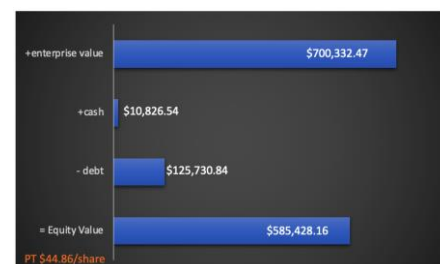 +enterprise value $700,332.47
+cash $10,826.54
- debt $125,730.84
= Equity Value $585,428.16
PT $44.86/share